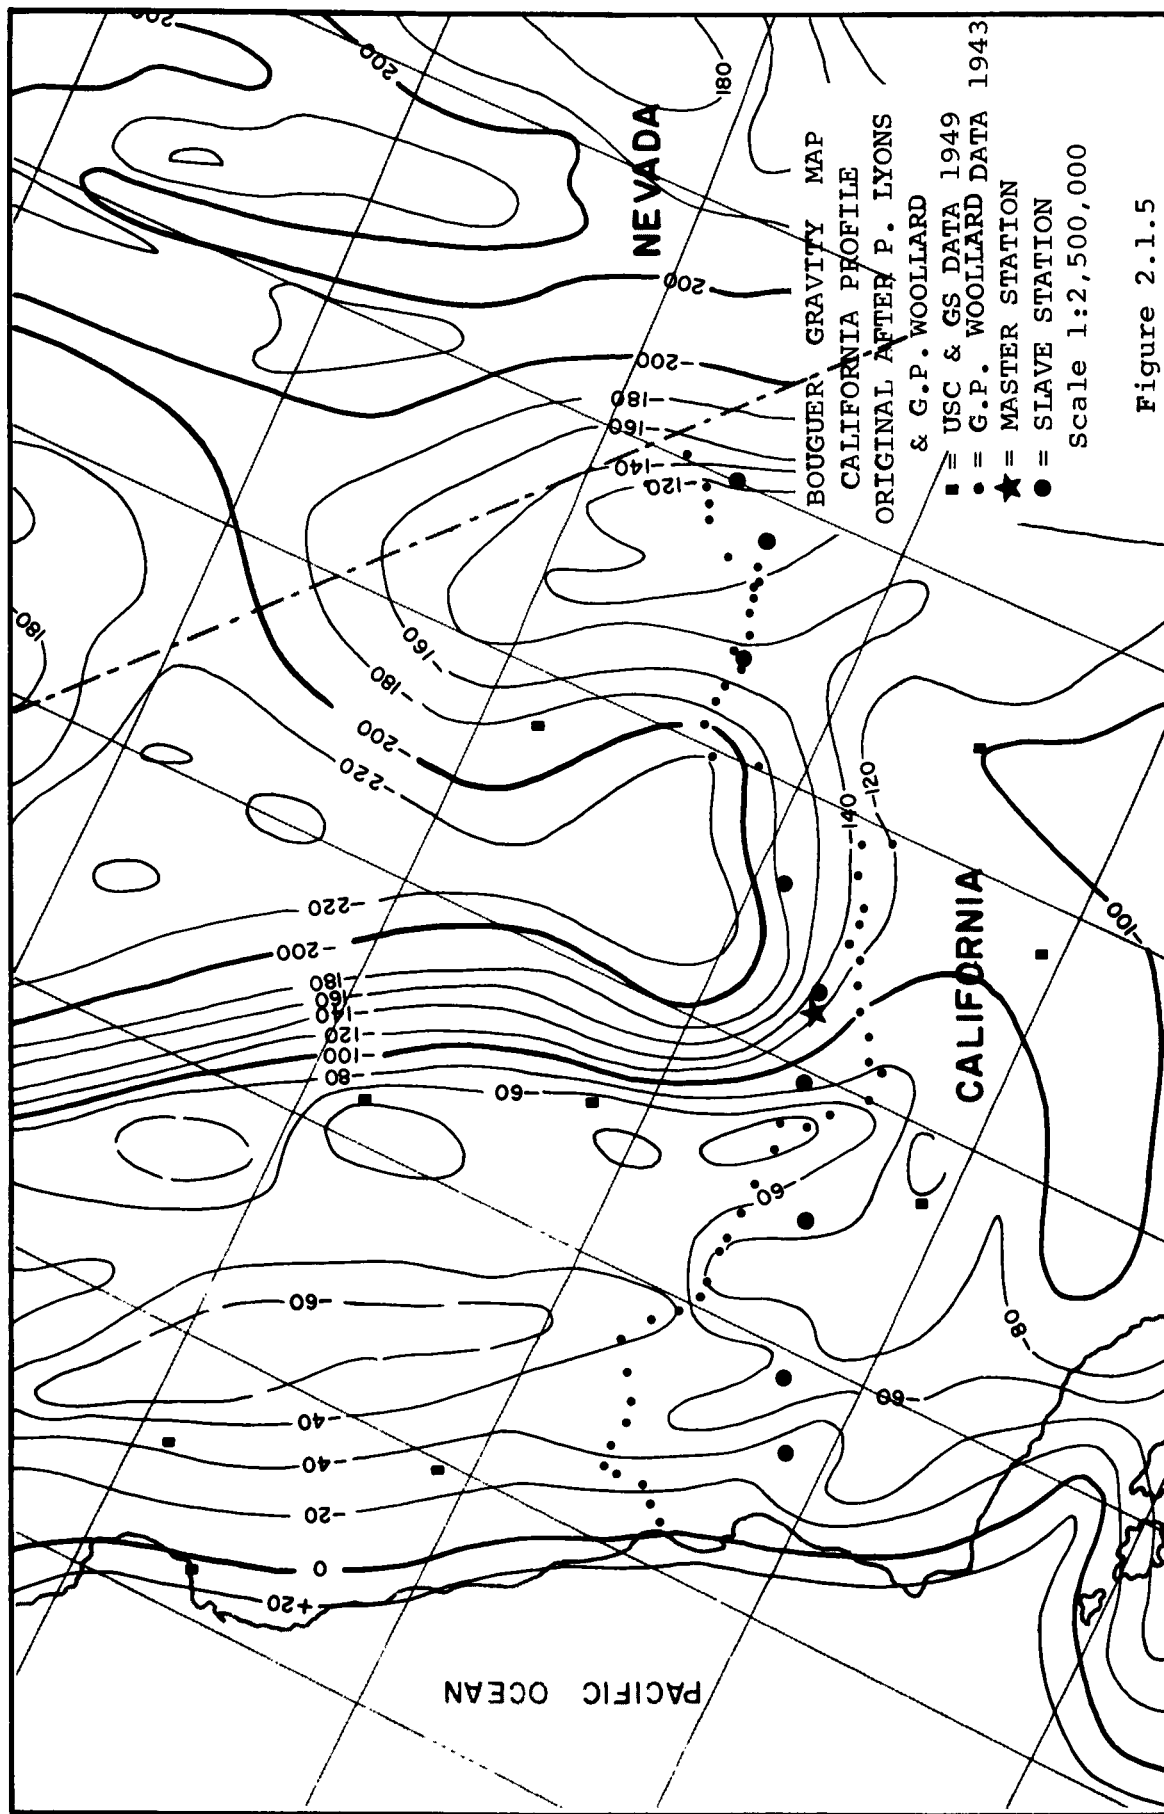 NEVADA
CALIFORNIA
PACIFIC OCEAN
BOUGUER GRAVITY MAP
CALIFORNIA PROFILE
ORIGINAL AFTER P. LYONS
& G.P. WOOLLARD
= USC & GS DATA 1949
= G.P. WOOLLARD DATA 1943
= MASTER STATION
= SLAVE STATION
Scale 1:2,500,000
Figure 2.1.5
200
200
200
180
200
-200
-180
-160
-140
-120
-180
-160
-180
-200
-220
-140
-120
-220
-200
-180
-160
-140
-120
-100
-80
-60
-100
60
-80
-60
-60
-40
-40
-20
0
+20